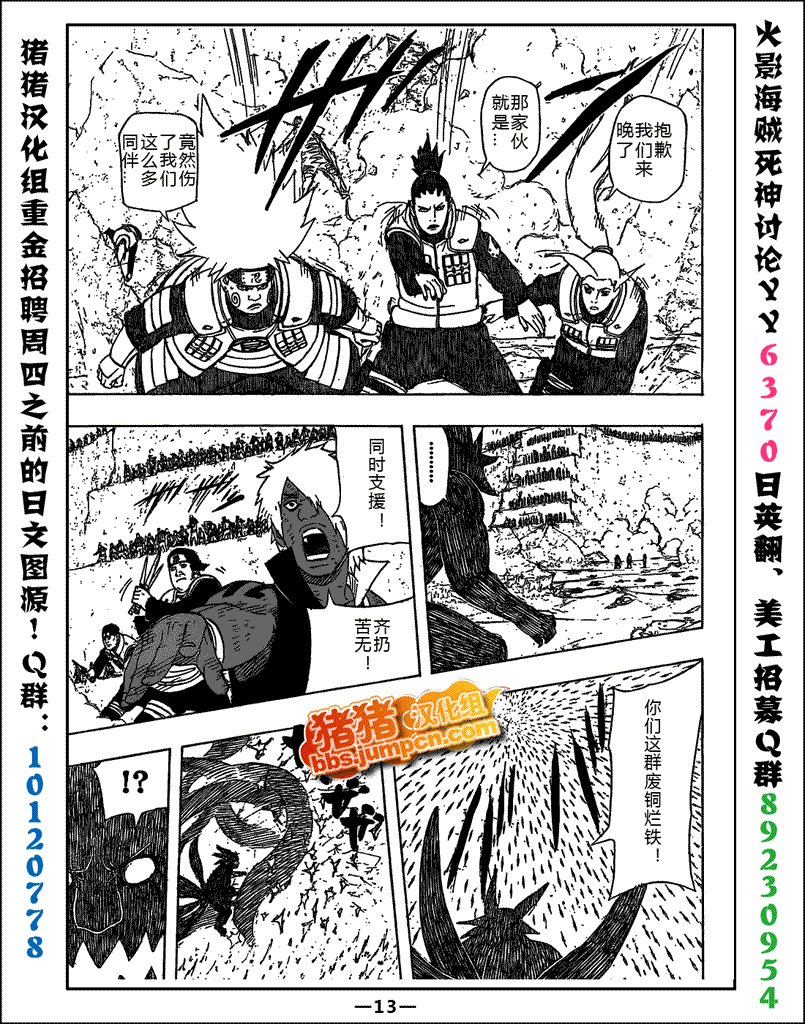 火影海贼死神讨论YY6370日英翻、美工招募Q群89230954
抱歉
我们来
晚了
那家伙
就是…
竟然伤
了我们
这么多
同伴…
………
同时支援！
齐扔
苦无！
你们这群废铜烂铁！
ザザザ
!?
猪猪汉化组
bbs.jumpcn.com
猪猪汉化组重金招聘周四之前的日文图源！Q群：10120778
—13—